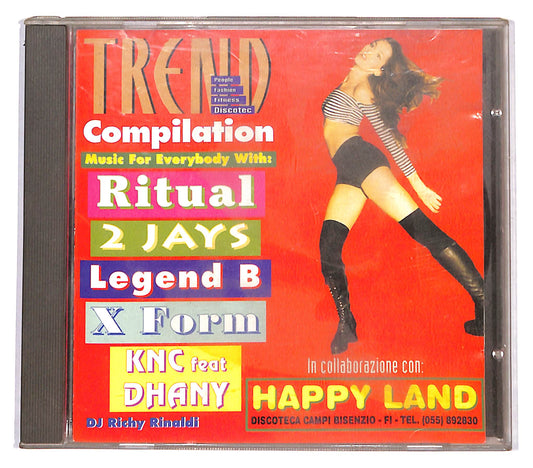 TREND
People
Fashion
Fitness
Discotec
Compilation
Music For Everybody With:
Ritual
2 JAYS
Legend B
X Form
KNC feat
DHANY
DJ Richy Rinaldi
In collaborazione con:
HAPPY LAND
DISCOTECA CAMPI BISENZIO - FI - TEL. (055) 892830